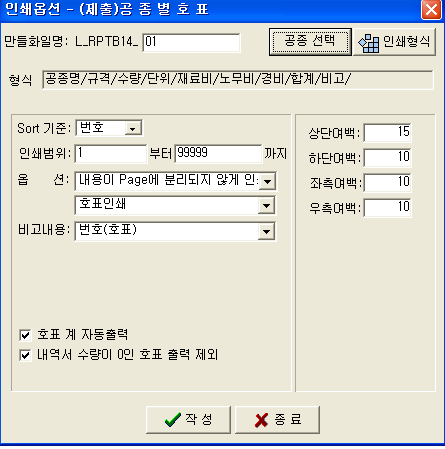 인쇄옵션 - (제출)공 종 별 호 표
만들화일명: L_RPTB14_ 01 공종 선택 인쇄형식
형식 공종명/규격/수량/단위/재료비/노무비/경비/합계/비고/
Sort 기준: 번호
인쇄범위: 1 부터 99999 까지
옵 션: 내용이 Page에 분리되지 않게 인
호표인쇄
비고내용: 번호(호표)
호표 계 자동출력
내역서 수량이 0인 호표 출력 제외
상단여백: 15
하단여백: 10
좌측여백: 10
우측여백: 10
작 성 종 료